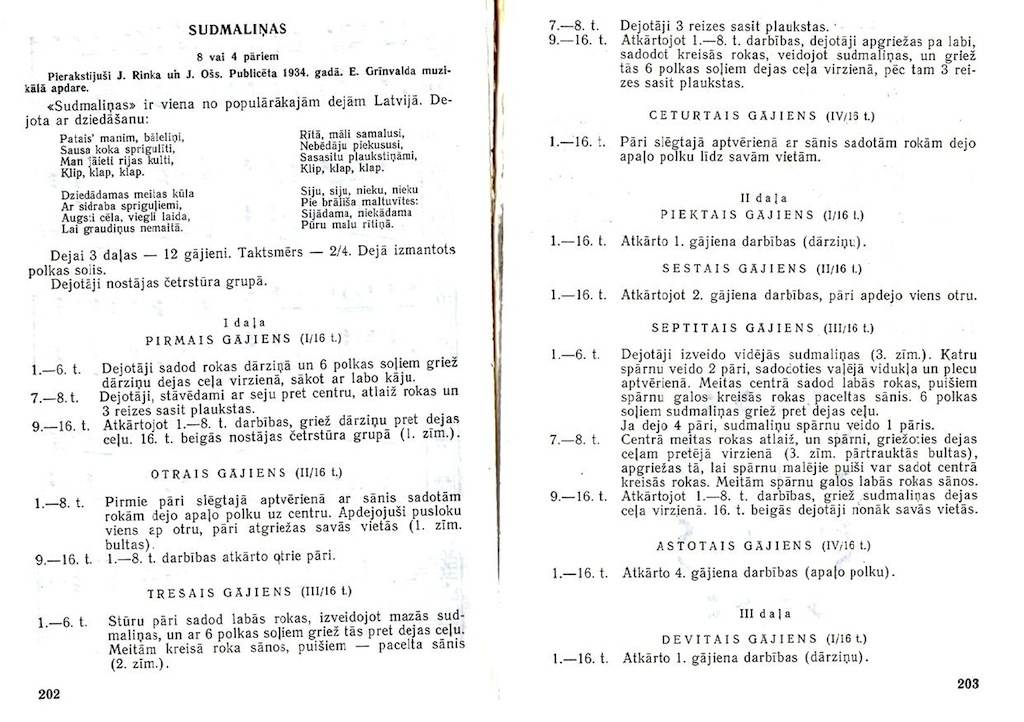 SUDMALIŅAS
8 vai 4 pāriem
Pierakstījuši J. Rinka un J. Ošs. Publicēta 1934. gadā. E. Grīnvalda muzi-
kālā apdare.
«Sudmaliņas» ir viena no populārākajām dejām Latvijā. De-
jota ar dziedāšanu:
Patais' manim, bāleliņi,
Sausa koka sprigulīti,
Man jāieti rijas kulti,
Klip, klap, klap.
Dziedādamas meitas kūla
Ar sidraba spriguļiemi,
Augsti cēla, viegli laida,
Lai graudiņus nemaitā.
Rītā, māli samalusi,
Nebēdāju piekususi,
Sasasitu plaukstiņāmi,
Klip, klap, klap.
Siju, siju, nieku, nieku
Pie brālīša maltuvītes:
Sijādama, niekādama
Pūru malu rītiņā.
Dejai 3 daļas — 12 gājieni. Taktsmērs — 2/4. Dejā izmantots
polkas solis.
Dejotāji nostājas četrstūra grupā.
I daļa
PIRMAIS GĀJIENS (I/16 t.)
1.—6. t. Dejotāji sadod rokas dārziņā un 6 polkas soļiem griež
dārziņu dejas ceļa virzienā, sākot ar labo kāju.
7.—8. t. Dejotāji, stāvēdami ar seju pret centru, atlaiž rokas un
3 reizes sasit plaukstas.
9.—16. t. Atkārtojot 1.—8. t. darbības, griež dārziņu pret dejas
ceļu. 16. t. beigās nostājas četrstūra grupā (1. zīm.).
OTRAIS GĀJIENS (II/16 t.)
1.—8. t. Pirmie pāri slēgtajā aptvērienā ar sānis sadotām
rokām dejo apaļo polku uz centru. Apdejojuši pusloku
viens ap otru, pāri atgriežas savās vietās (1. zīm.
bultas).
9.—16. t. 1.—8. t. darbības atkārto otrie pāri.
TREŠAIS GĀJIENS (III/16 t.)
1.—6. t. Stūru pāri sadod labās rokas, izveidojot mazās sud-
maliņas, un ar 6 polkas soļiem griež tās pret dejas ceļu.
Meitām kreisā roka sānos, puišiem — pacelta sānis
(2. zīm.).
202
7.—8. t. Dejotāji 3 reizes sasit plaukstas.
9.—16. t. Atkārtojot 1.—8. t. darbības, dejotāji apgriežas pa labi,
sadodot kreisās rokas, veidojot sudmaliņas, un griež
tās 6 polkas soļiem dejas ceļa virzienā, pēc tam 3 rei-
zes sasit plaukstas.
CETURTAIS GĀJIENS (IV/16 t.)
1.—16. t. Pāri slēgtajā aptvērienā ar sānis sadotām rokām dejo
apaļo polku līdz savām vietām.
II daļa
PIEKTAIS GĀJIENS (I/16 t.)
1.—16. t. Atkārto 1. gājiena darbības (dārziņu).
SESTAIS GĀJIENS (II/16 t.)
1.—16. t. Atkārtojot 2. gājiena darbības, pāri apdejo viens otru.
SEPTĪTAIS GĀJIENS (III/16 t.)
1.—6. t. Dejotāji izveido vidējās sudmaliņas (3. zīm.). Katru
spārnu veido 2 pāri, sadodoties vaļējā vidukļa un plecu
aptvērienā. Meitas centrā sadod labās rokas, puišiem
spārnu galos kreisās rokas paceltas sānis. 6 polkas
soļiem sudmaliņas griež pret dejas ceļu.
Ja dejo 4 pāri, sudmaliņu spārnu veido 1 pāris.
7.—8. t. Centrā meitas rokas atlaiž, un spārni, griežoties dejas
ceļam pretējā virzienā (3. zīm. pārtrauktās bultas),
apgriežas tā, lai spārnu malējie puiši var sadot centrā
kreisās rokas. Meitām spārnu galos labās rokas sānos.
9.—16. t. Atkārtojot 1.—8. t. darbības, griež sudmaliņas dejas
ceļa virzienā. 16. t. beigās dejotāji nonāk savās vietās.
ASTOTAIS GĀJIENS (IV/16 t.)
1.—16. t. Atkārto 4. gājiena darbības (apaļo polku).
III daļa
DEVĪTAIS GĀJIENS (I/16 t.)
1.—16. t. Atkārto 1. gājiena darbības (dārziņu).
203